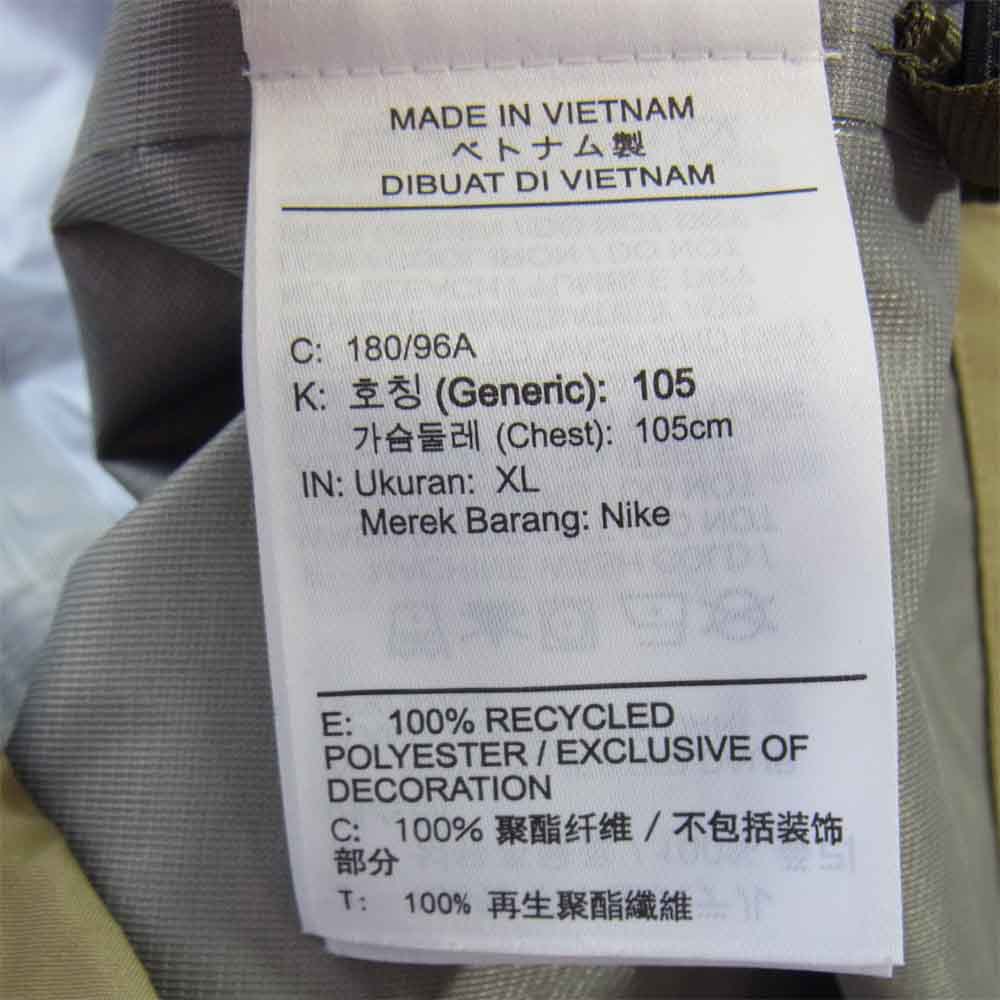 MADE IN VIETNAM
ベトナム製
DIBUAT DI VIETNAM
C: 180/96A
K: 호칭 (Generic): 105
가슴둘레 (Chest): 105cm
IN: Ukuran: XL
Merek Barang: Nike
E: 100% RECYCLED
POLYESTER / EXCLUSIVE OF
DECORATION
C: 100% 聚酯纤维 / 不包括装饰
部分
T: 100% 再生聚酯纖維